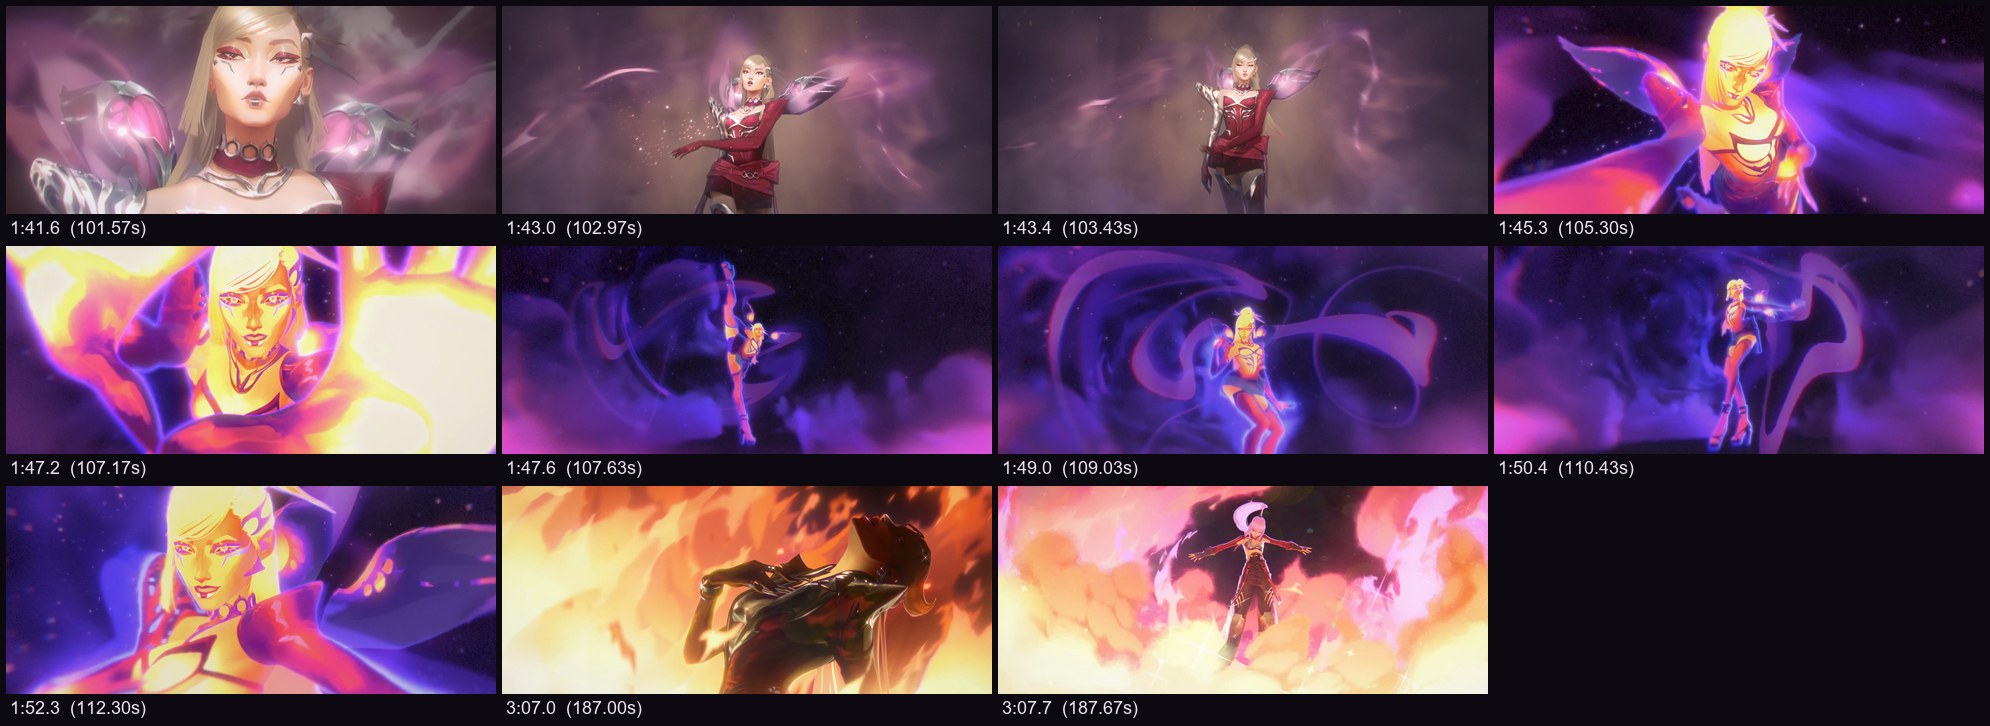 1:41.6 (101.57s)
1:43.0 (102.97s)
1:43.4 (103.43s)
1:45.3 (105.30s)
1:47.2 (107.17s)
1:47.6 (107.63s)
1:49.0 (109.03s)
1:50.4 (110.43s)
1:52.3 (112.30s)
3:07.0 (187.00s)
3:07.7 (187.67s)